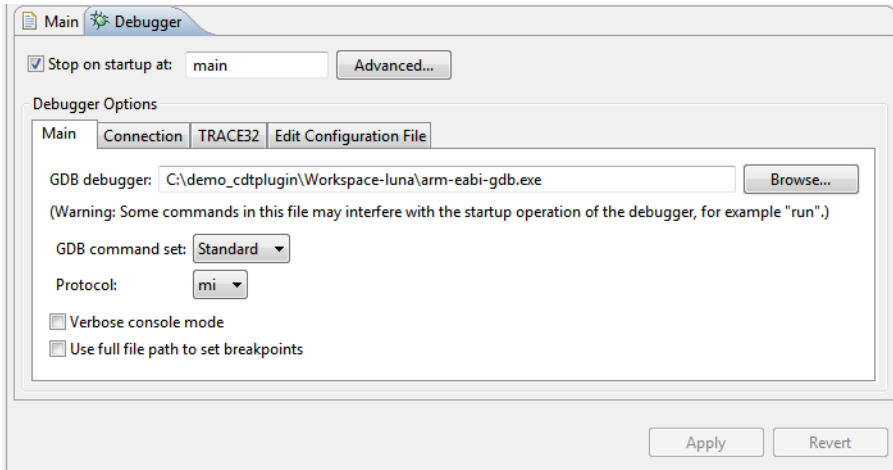 Main Debugger
Stop on startup at: main Advanced...
Debugger Options
Main Connection TRACE32 Edit Configuration File
GDB debugger: C:\demo_cdtplugin\Workspace-luna\arm-eabi-gdb.exe Browse...
(Warning: Some commands in this file may interfere with the startup operation of the debugger, for example "run".)
GDB command set: Standard
Protocol: mi
Verbose console mode
Use full file path to set breakpoints
Apply Revert